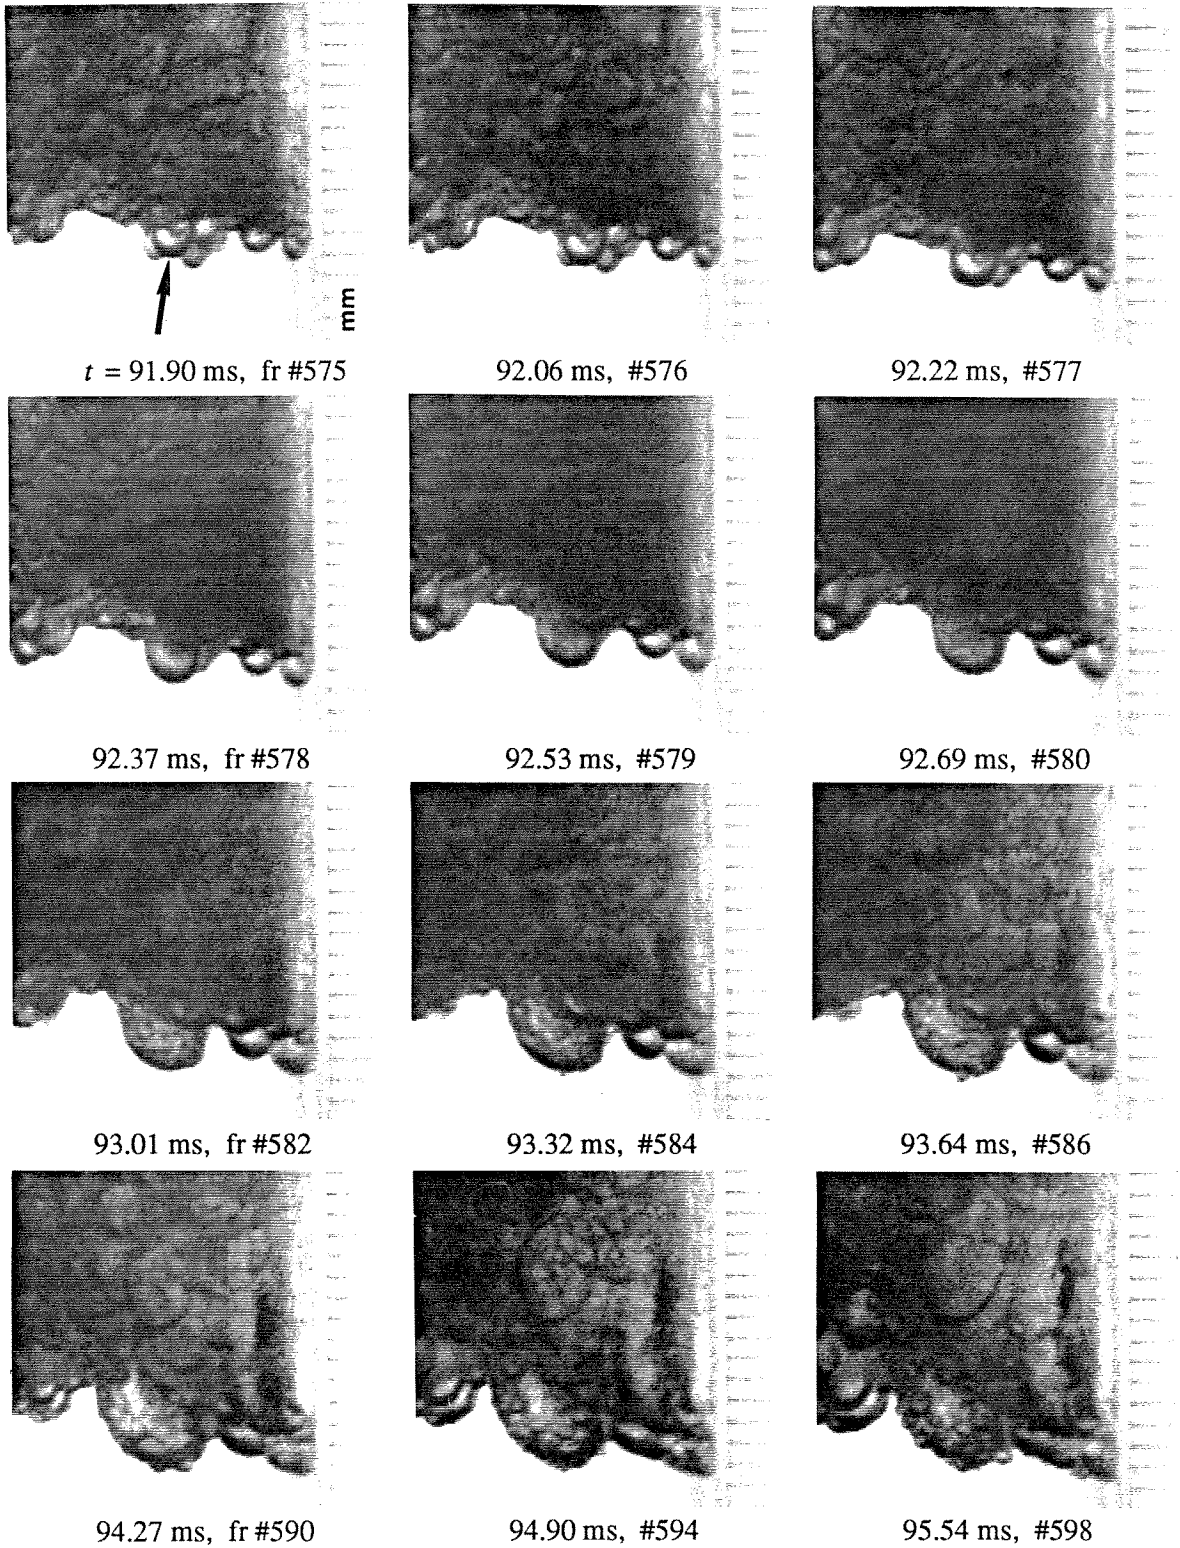 mm
t = 91.90 ms, fr #575
92.06 ms, #576
92.22 ms, #577
92.37 ms, fr #578
92.53 ms, #579
92.69 ms, #580
93.01 ms, fr #582
93.32 ms, #584
93.64 ms, #586
94.27 ms, fr #590
94.90 ms, #594
95.54 ms, #598